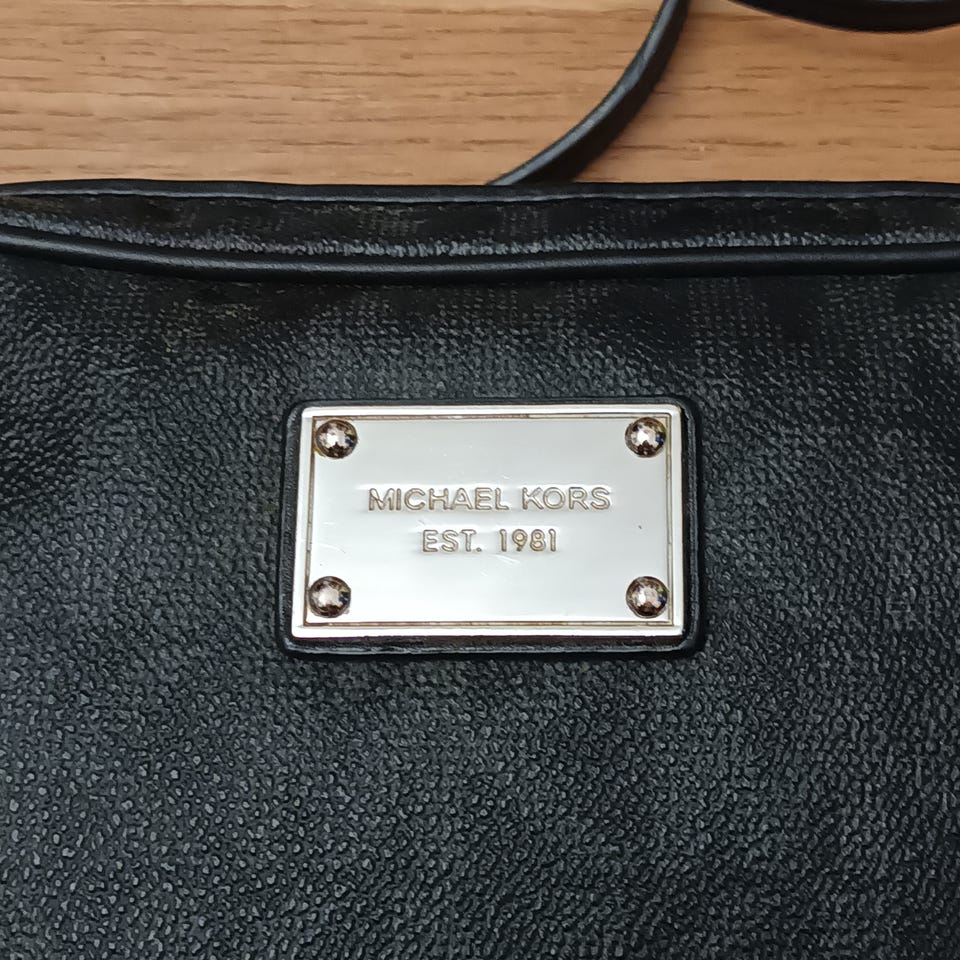 MICHAEL KORS
EST. 1981